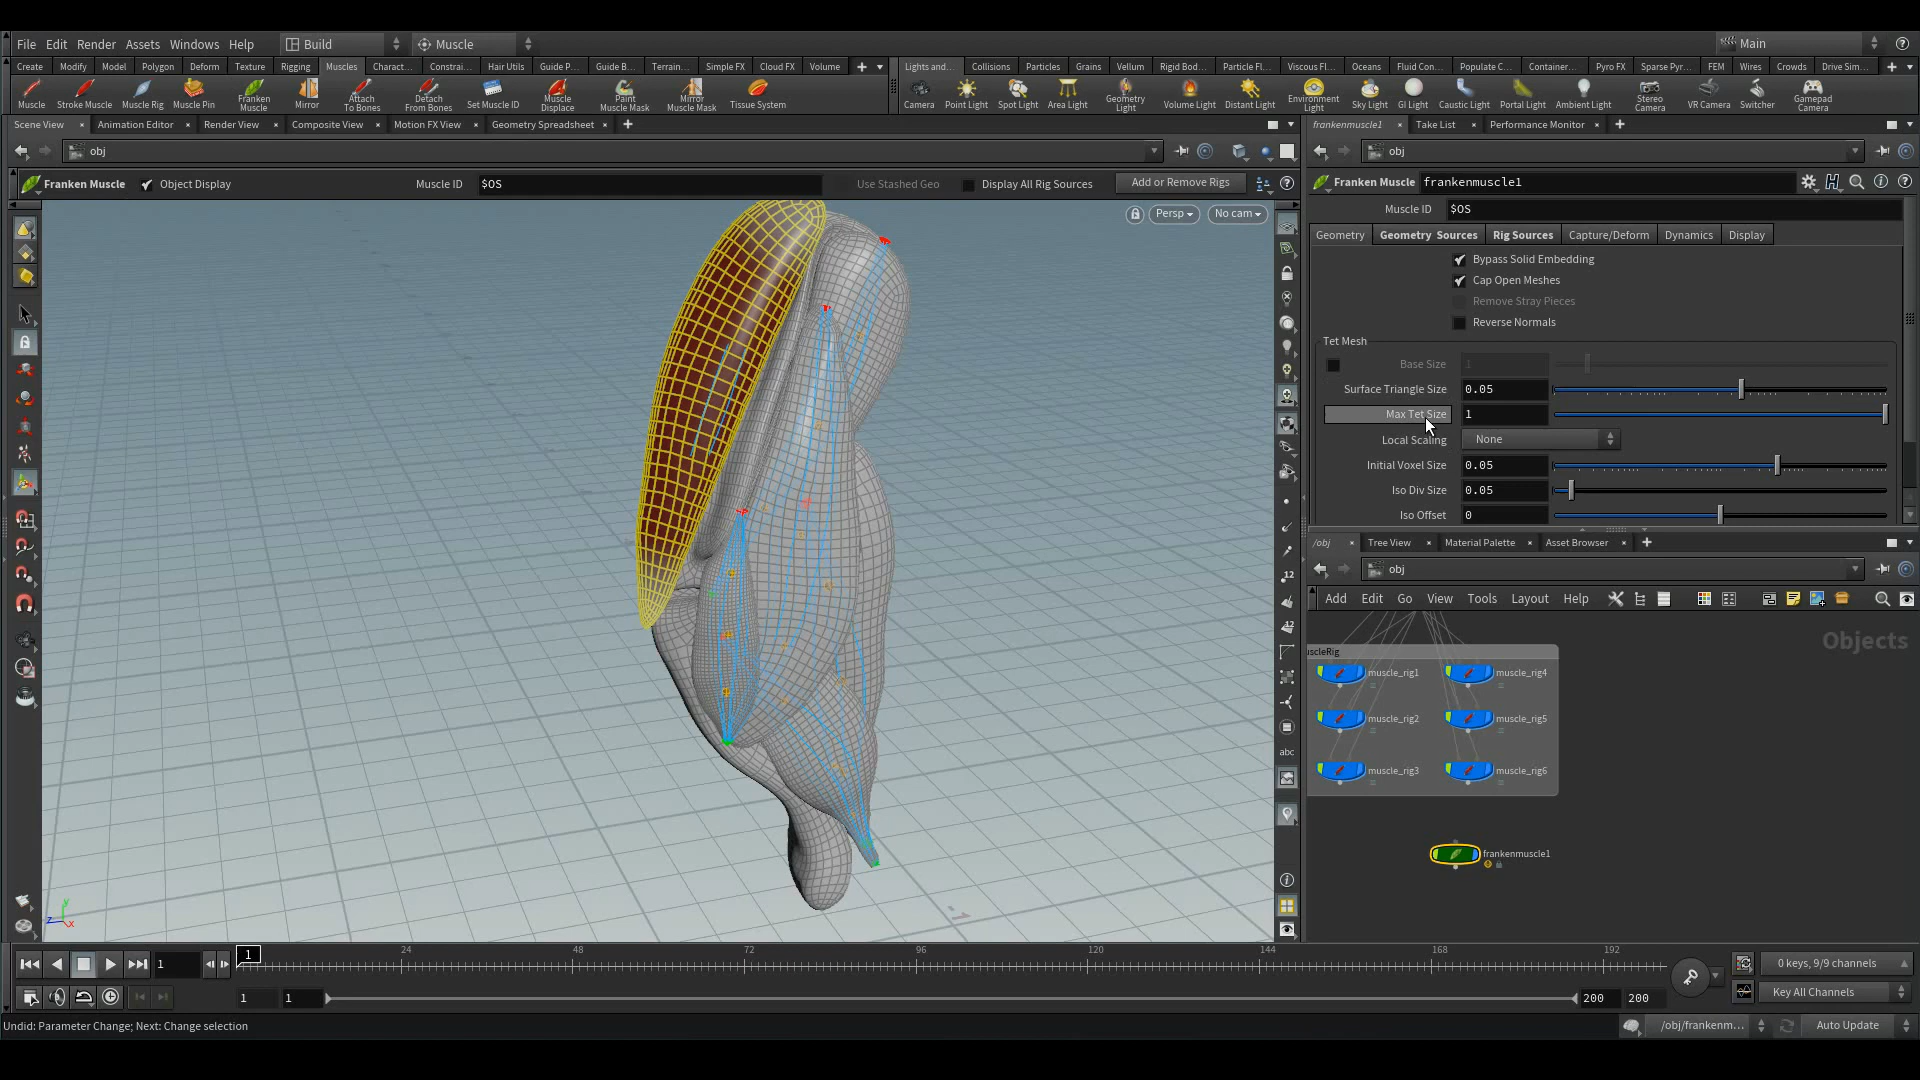 File Edit Render Assets Windows Help Build Muscle Main
Create Modify Model Polygon Deform Texture Rigging Muscles Charact... Constrai... Hair Utils Guide P... Guide B... Terrain... Simple FX Cloud FX Volume
Lights and... Collisions Particles Grains Vellum Rigid Bod... Particle Fl... Viscous Fl... Oceans Fluid Con... Populate C... Container... Pyro FX Sparse Pyr... FEM Wires Crowds Drive Sim...
Muscle Stroke Muscle Muscle Rig Muscle Pin Franken Muscle Mirror Attach To Bones Detach From Bones Set Muscle ID Muscle Displace Paint Muscle Mask Mirror Muscle Mask Tissue System
Camera Point Light Spot Light Area Light Geometry Light Volume Light Distant Light Environment Light Sky Light GI Light Caustic Light Portal Light Ambient Light Stereo Camera VR Camera Switcher Gamepad Camera
Scene View Animation Editor Render View Composite View Motion FX View Geometry Spreadsheet
obj
Franken Muscle Object Display Muscle ID $OS Use Stashed Geo Display All Rig Sources Add or Remove Rigs
Persp No cam
abc
frankenmuscle1 Take List Performance Monitor
obj
Franken Muscle frankenmuscle1
Muscle ID $OS
Geometry Geometry Sources Rig Sources Capture/Deform Dynamics Display
Bypass Solid Embedding
Cap Open Meshes
Remove Stray Pieces
Reverse Normals
Tet Mesh
Base Size 1
Surface Triangle Size 0.05
Max Tet Size 1
Local Scaling None
Initial Voxel Size 0.05
Iso Div Size 0.05
Iso Offset 0
/obj Tree View Material Palette Asset Browser
obj
Add Edit Go View Tools Layout Help
Objects
uscleRig
muscle_rig1 muscle_rig4
muscle_rig2 muscle_rig5
muscle_rig3 muscle_rig6
frankenmuscle1
1 1 24 48 72 96 120 144 168 192
1 1 200 200
0 keys, 9/9 channels
Key All Channels
Undid: Parameter Change; Next: Change selection
/obj/frankenm... Auto Update